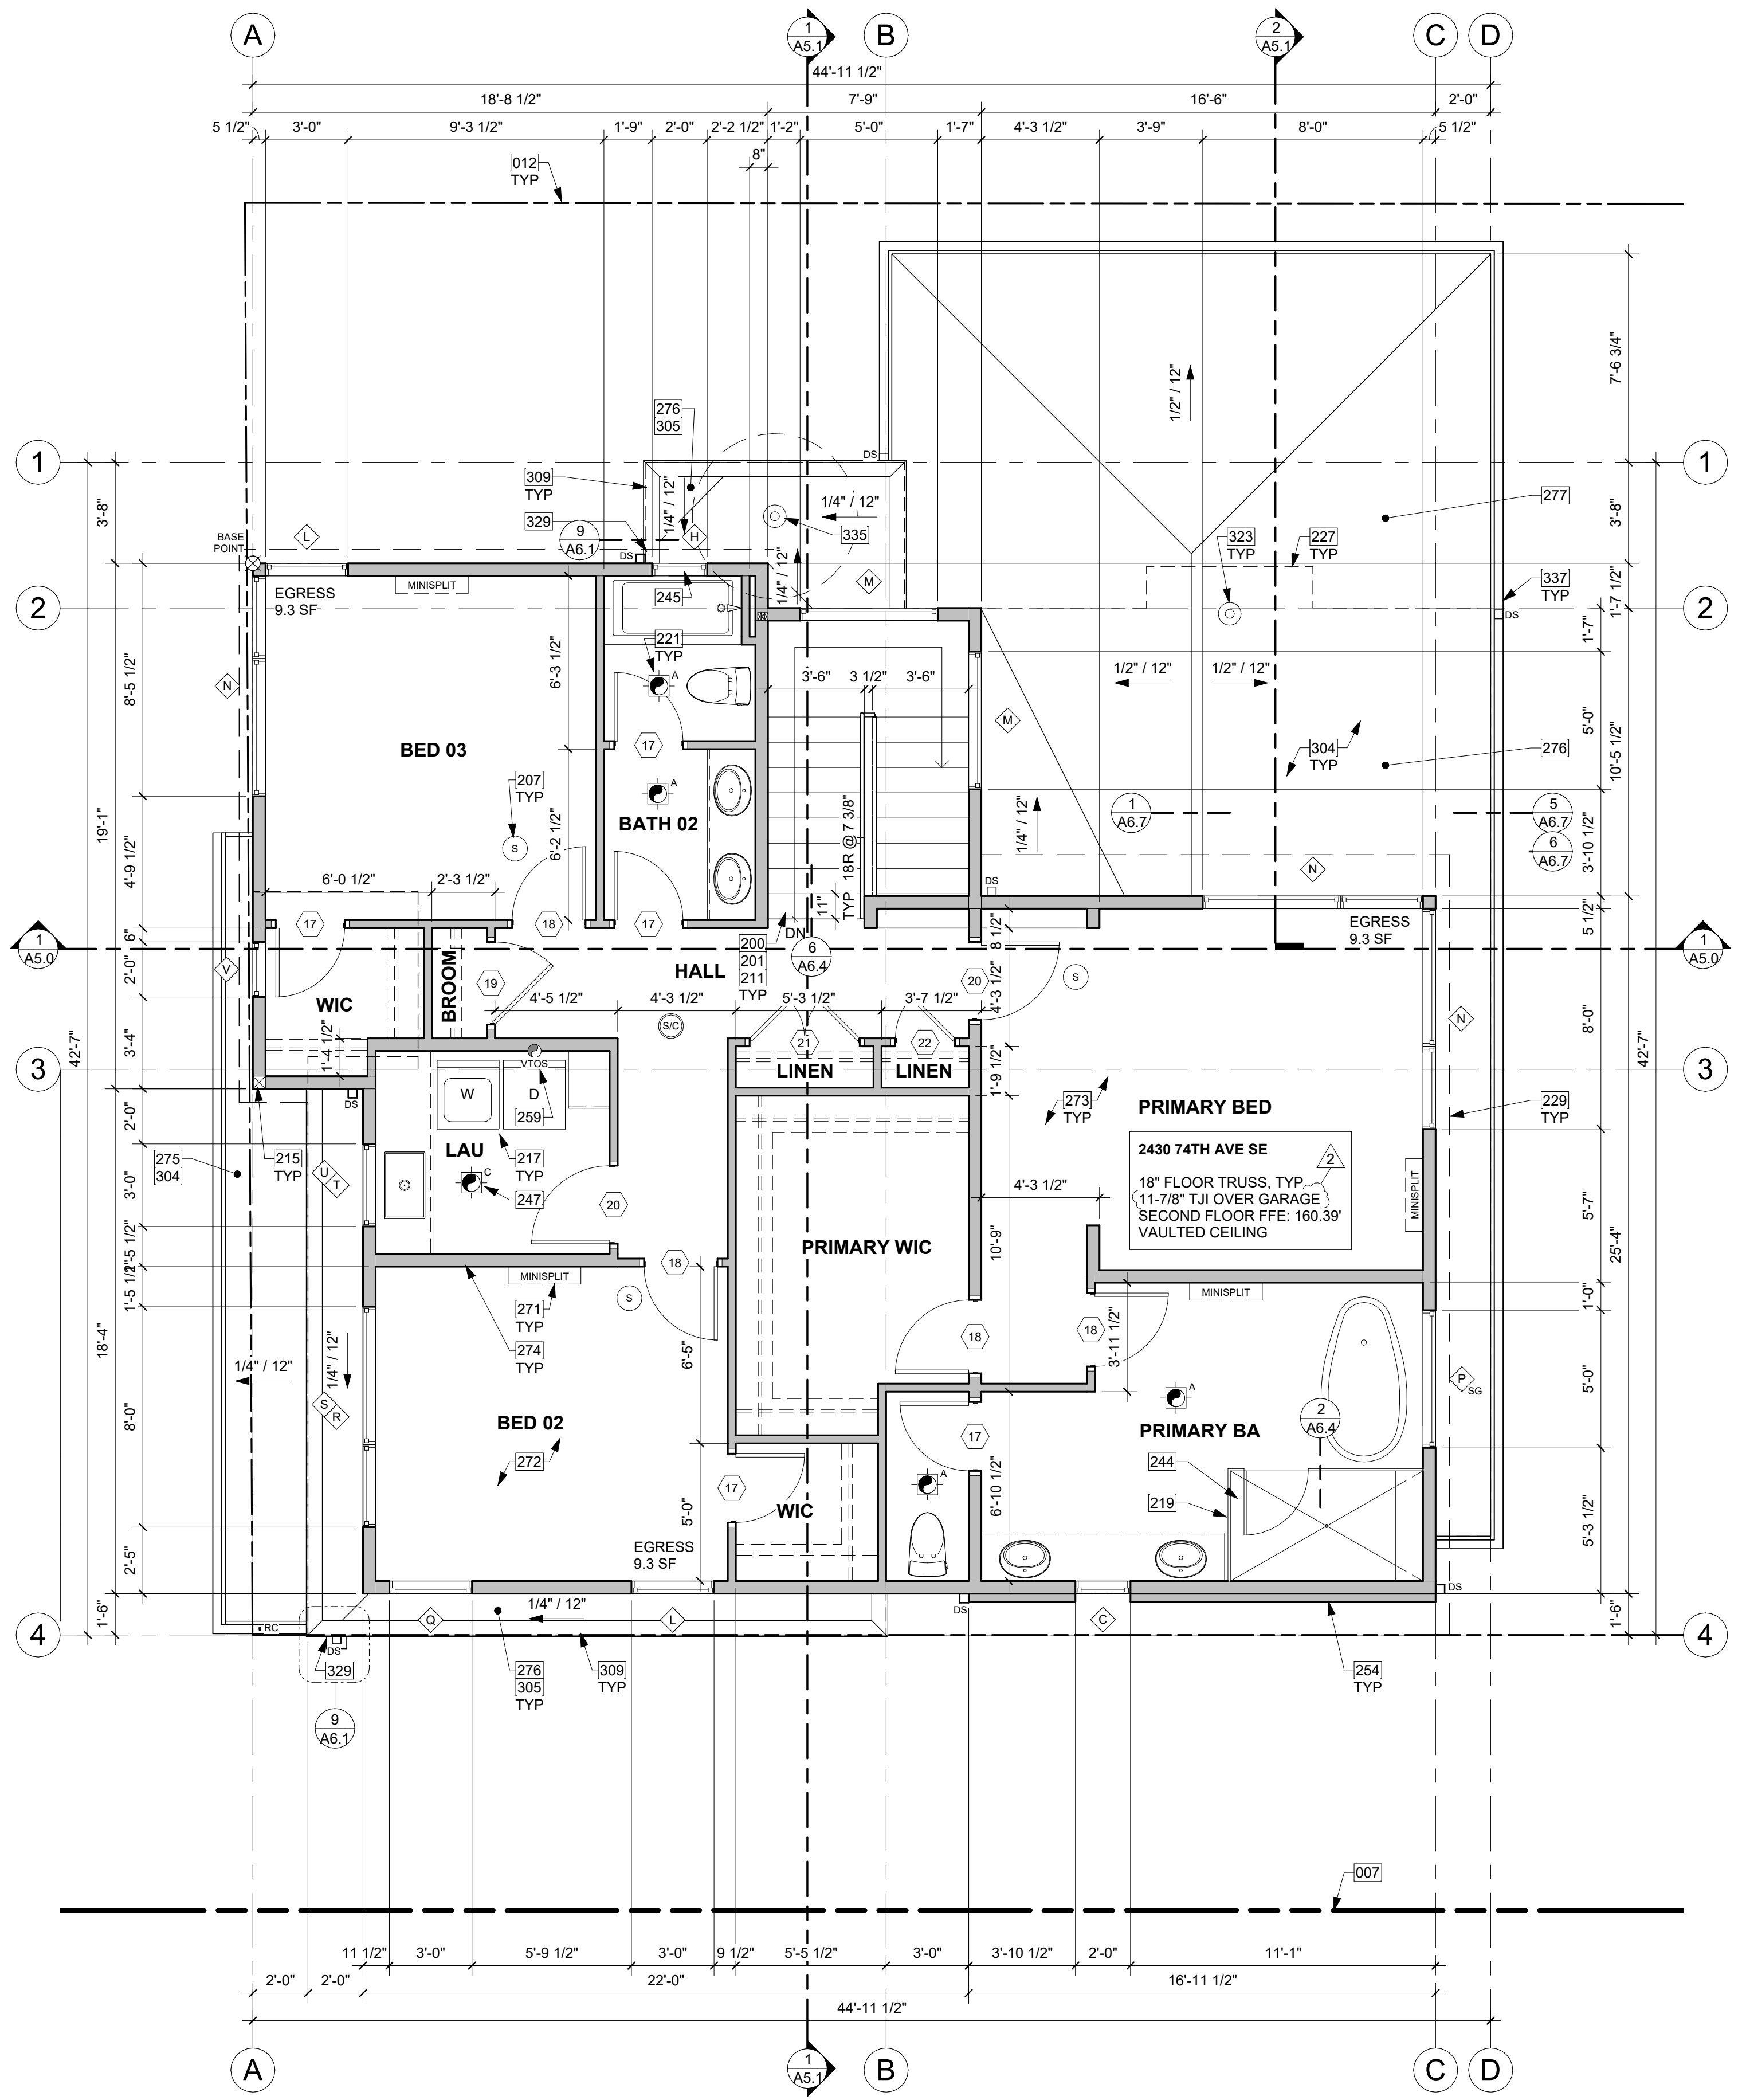 A
1
A5.1
B
2
A5.1
C
D
44'-11 1/2"
18'-8 1/2"
7'-9"
16'-6"
2'-0"
5 1/2"
3'-0"
9'-3 1/2"
1'-9"
2'-0"
2'-2 1/2"
1'-2"
5'-0"
1'-7"
4'-3 1/2"
3'-9"
8'-0"
5 1/2"
8"
012
TYP
7'-6 3/4"
1/2" / 12"
276
305
DS
1
1
309
TYP
1/4" / 12"
1/4" / 12"
277
3'-8"
3'-8"
329
9
A6.1
H
335
323
TYP
227
TYP
L
BASE
POINT
DS
M
1/4" / 12"
337
TYP
1'-7 1/2"
MINISPLIT
EGRESS
9.3 SF
245
2
2
DS
221
TYP
A
6'-3 1/2"
3'-6"
3 1/2"
3'-6"
1/2" / 12"
1/2" / 12"
1'-7"
N
8'-5 1/2"
M
BED 03
17
304
TYP
276
5'-0"
10'-5 1/2"
207
TYP
A
BATH 02
S
6'-2 1/2"
18R @ 7 3/8"
TYP
11"
1/4" / 12"
1
A6.7
5
A6.7
6
A6.7
3'-10 1/2"
19'-1"
4'-9 1/2"
6'-0 1/2"
2'-3 1/2"
N
DS
17
18
17
DN
EGRESS
9.3 SF
5 1/2"
6"
1
A5.0
200
201
211
TYP
6
A6.4
8 1/2"
1
A5.0
V
HALL
S
BROOM
19
20
2'-0"
WIC
4'-5 1/2"
4'-3 1/2"
5'-3 1/2"
3'-7 1/2"
4'-3 1/2"
N
8'-0"
S/C
21
22
3'-4"
1'-4 1/2"
42'-7"
42'-7"
3
VTOS
LINEN
LINEN
1'-9 1/2"
3
W
D
DS
259
273
TYP
PRIMARY BED
229
TYP
2'-0"
LAU
217
TYP
2430 74TH AVE SE
2
18" FLOOR TRUSS, TYP
11-7/8" TJI OVER GARAGE
SECOND FLOOR FFE: 160.39'
VAULTED CEILING
275
304
215
TYP
U
T
C
247
4'-3 1/2"
MINISPLIT
3'-0"
20
5'-7"
PRIMARY WIC
10'-9"
25'-4"
1'-5 1/2"
1'-5 1/2"
18
MINISPLIT
MINISPLIT
S
271
TYP
1'-0"
274
TYP
18
18
3'-11 1/2"
18'-4"
1/4" / 12"
1/4" / 12"
6'-5"
P
SG
5'-0"
S
R
A
BED 02
2
A6.4
PRIMARY BA
8'-0"
17
272
244
17
A
219
WIC
6'-10 1/2"
5'-0"
5'-3 1/2"
EGRESS
9.3 SF
2'-5"
DS
DS
1/4" / 12"
1'-6"
1'-6"
Q
L
C
4
RC
4
DS
329
276
305
TYP
309
TYP
254
TYP
9
A6.1
007
11 1/2"
3'-0"
5'-9 1/2"
3'-0"
9 1/2"
5'-5 1/2"
3'-0"
3'-10 1/2"
2'-0"
11'-1"
2'-0"
2'-0"
22'-0"
16'-11 1/2"
44'-11 1/2"
A
1
A5.1
B
C
D